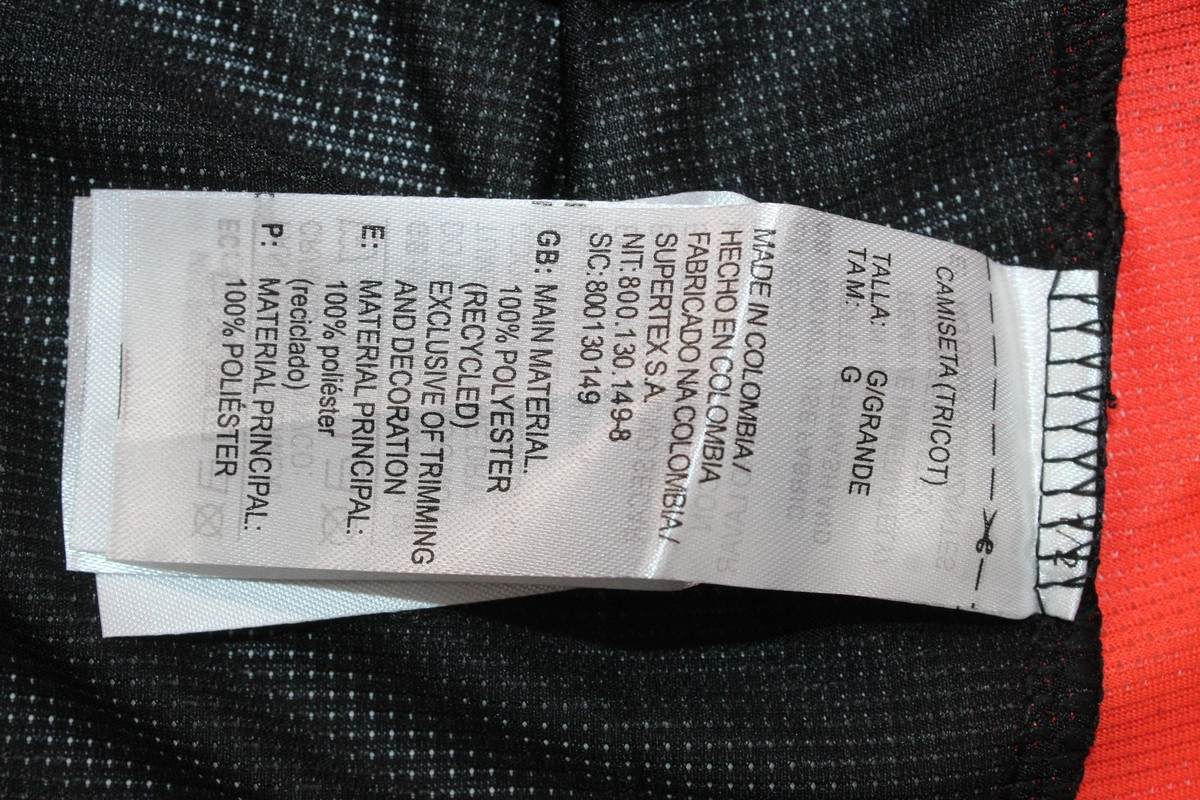 CAMISETA (TRICOT)
TALLA: G/GRANDE
TAM: G
MADE IN COLOMBIA/
HECHO EN COLOMBIA
FABRICADO NA COLOMBIA/
SUPERTEX S.A.
NIT:800.130.149-8
SIC:800130149
GB: MAIN MATERIAL:
100% POLYESTER
(RECYCLED)
EXCLUSIVE OF TRIMMING
AND DECORATION
E: MATERIAL PRINCIPAL:
100% poliéster
(reciclado)
P: MATERIAL PRINCIPAL:
100% POLIÉSTER